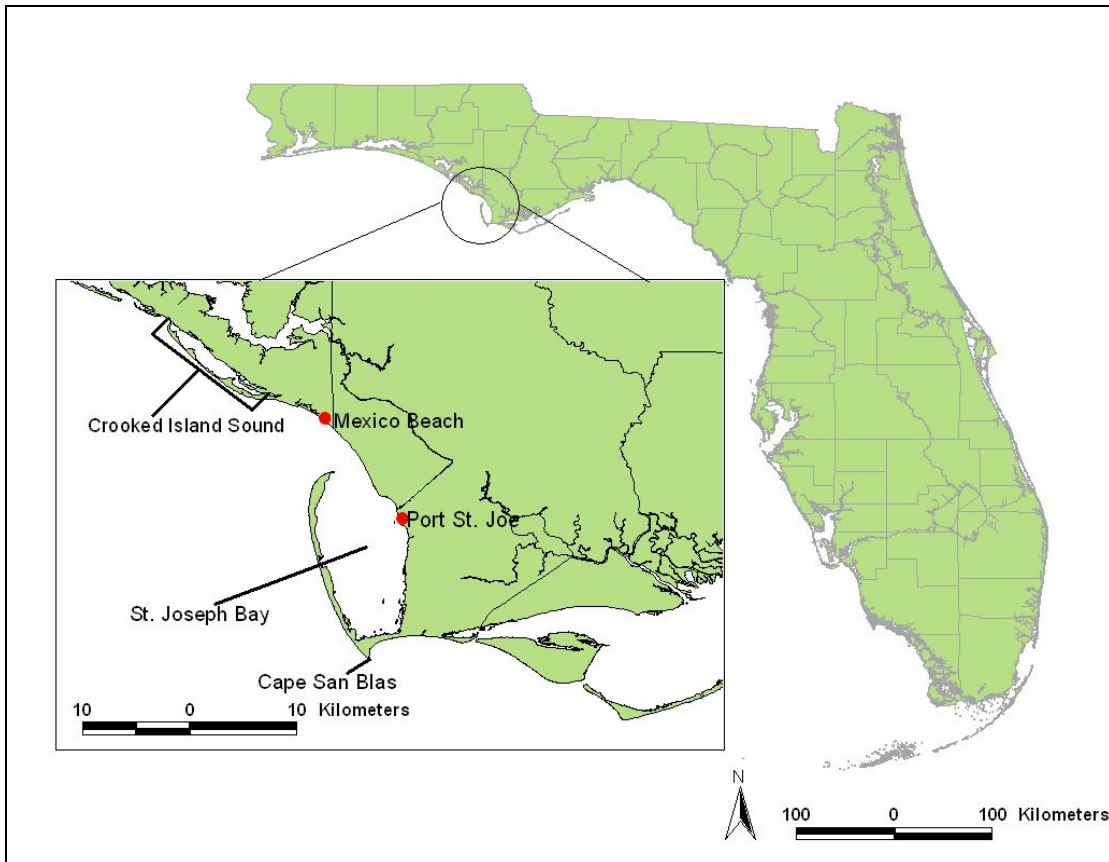 Crooked Island Sound
Mexico Beach
Port St. Joe
St. Joseph Bay
Cape San Blas
10 0 10 Kilometers
N
100 0 100 Kilometers